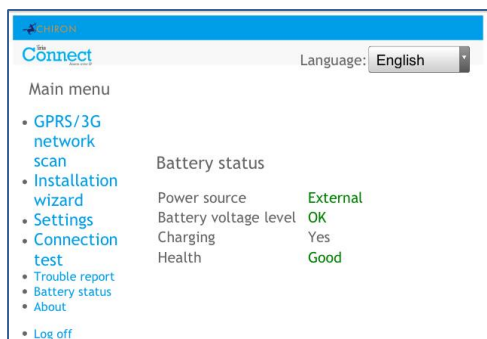 CHIRON
Connect
Language: English
Main menu
GPRS/3G
network
scan
Installation
wizard
Settings
Connection
test
Trouble report
Battery status
About
Log off
Battery status
Power source External
Battery voltage level OK
Charging Yes
Health Good